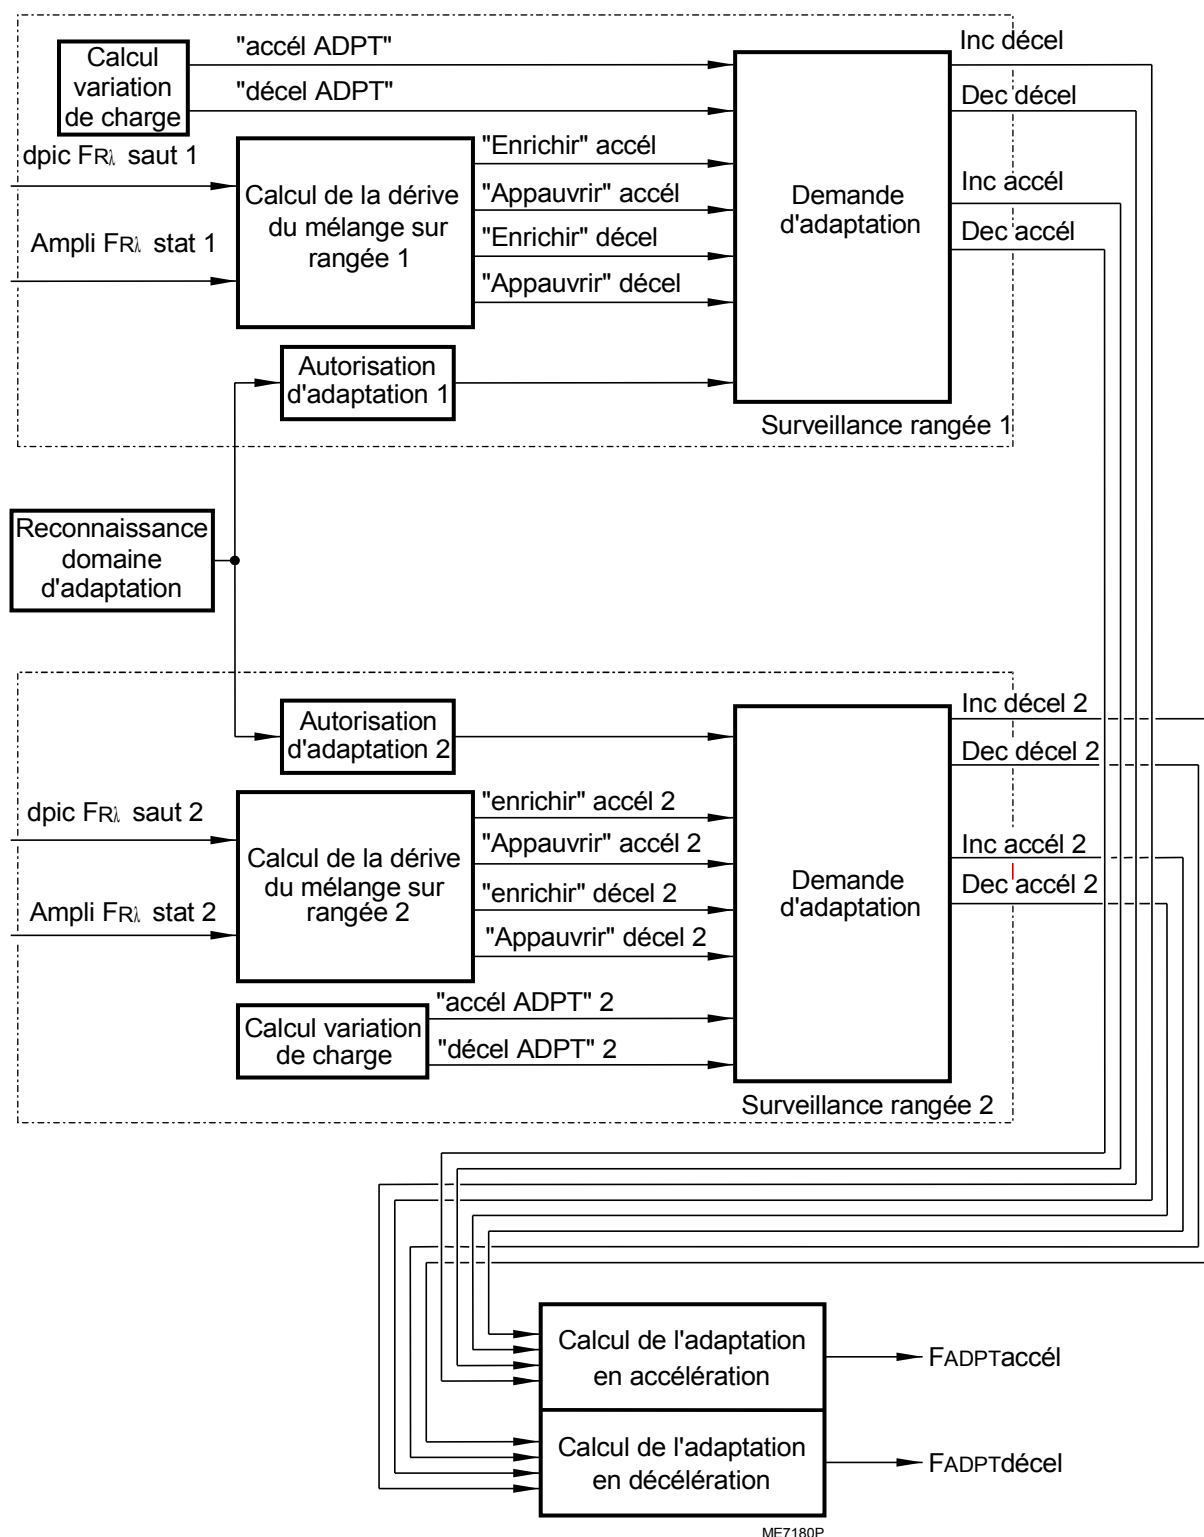 "accél ADPT"
Inc décel
Calcul
variation
de charge
"décel ADPT"
Dec décel
dpic FRλ saut 1
"Enrichir" accél
Calcul de la dérive
du mélange sur
rangée 1
"Appauvrir" accél
Demande
d'adaptation
Inc accél
Ampli FRλ stat 1
"Enrichir" décel
Dec accél
"Appauvrir" décel
Autorisation
d'adaptation 1
Surveillance rangée 1
Reconnaissance
domaine
d'adaptation
Autorisation
d'adaptation 2
Inc décel 2
Dec décel 2
dpic FRλ saut 2
"enrichir" accél 2
Calcul de la dérive
du mélange sur
rangée 2
"Appauvrir" accél 2
Inc accél 2
Demande
d'adaptation
Dec accél 2
Ampli FRλ stat 2
"enrichir" décel 2
"Appauvrir" décel 2
"accél ADPT" 2
Calcul variation
de charge
"décel ADPT" 2
Surveillance rangée 2
Calcul de l'adaptation
en accélération
FADPTaccél
Calcul de l'adaptation
en décélération
FADPTdécel
ME7180P